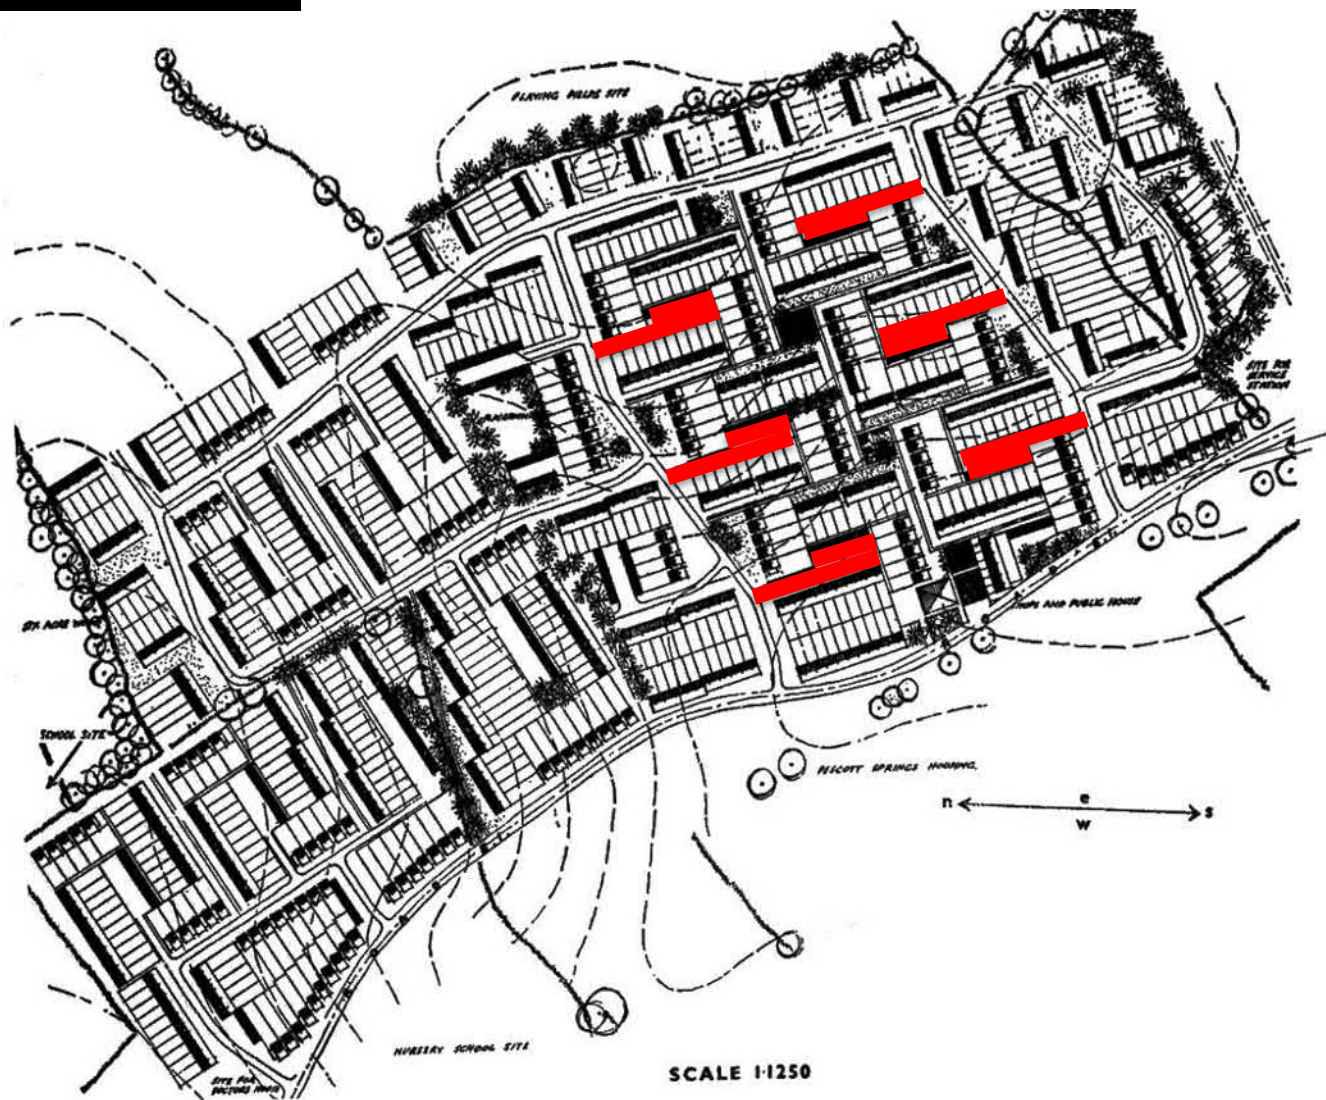 PLAYING FIELDS SITE
SITE FOR
SERVICE
STATION
SHOPS AND PUBLIC HOUSE
SCHOOL SITE
PESCOTT SPRINGS HOUSING.
n e s
w
NURSERY SCHOOL SITE
SITE FOR
DOCTORS HOUSE
SCALE 1·1250